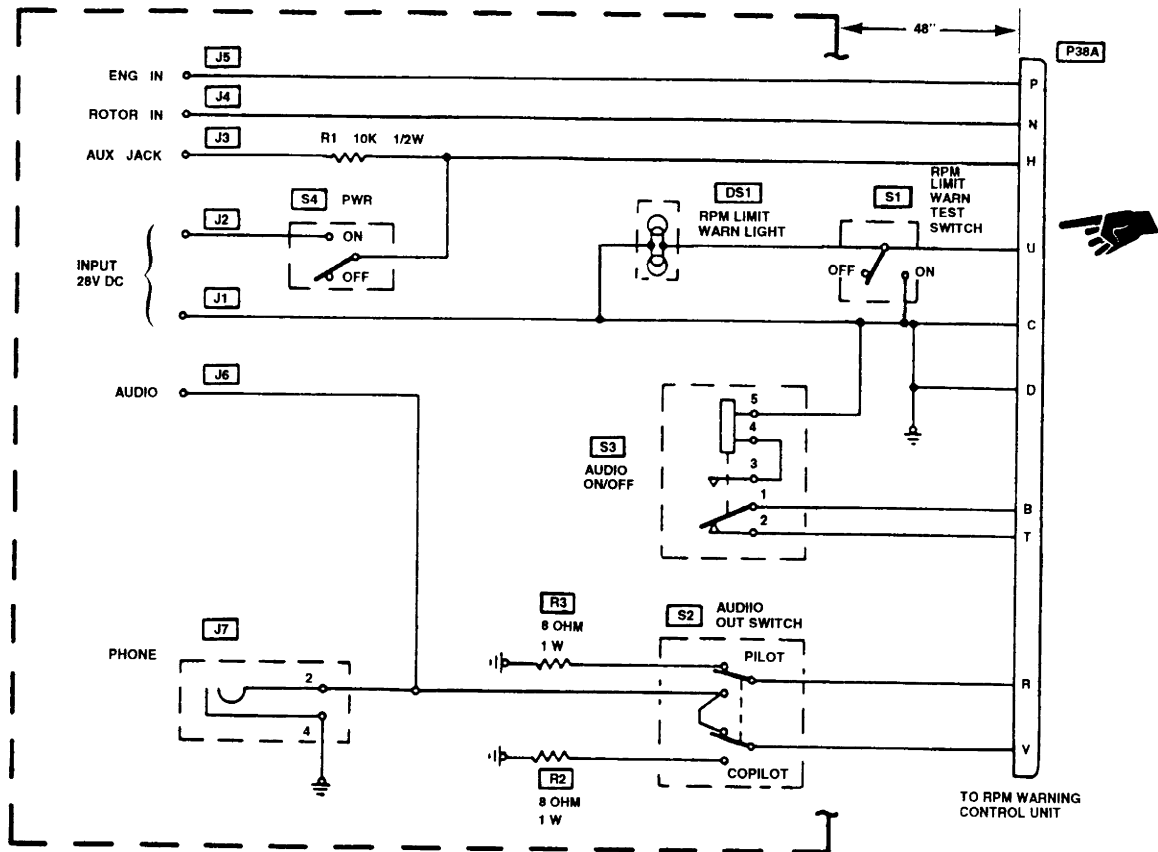 48"
P38A
J5
ENG IN
P
J4
ROTOR IN
N
J3
AUX JACK
R1 10K 1/2W
H
S4 PWR
J2
ON
OFF
INPUT
28V DC
J1
DS1
RPM LIMIT
WARN LIGHT
S1
RPM
LIMIT
WARN
TEST
SWITCH
OFF
ON
U
C
J6
AUDIO
D
S3
AUDIO
ON/OFF
5
4
3
1
2
B
T
R3
8 OHM
1 W
S2
AUDIIO
OUT SWITCH
PILOT
COPILOT
J7
PHONE
2
4
R
V
R2
8 OHM
1 W
TO RPM WARNING
CONTROL UNIT